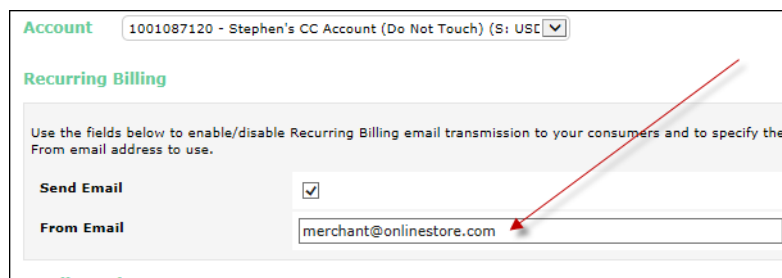 Account 1001087120 - Stephen's CC Account (Do Not Touch) (S: USD
Recurring Billing
Use the fields below to enable/disable Recurring Billing email transmission to your consumers and to specify the
From email address to use.
Send Email
From Email merchant@onlinestore.com